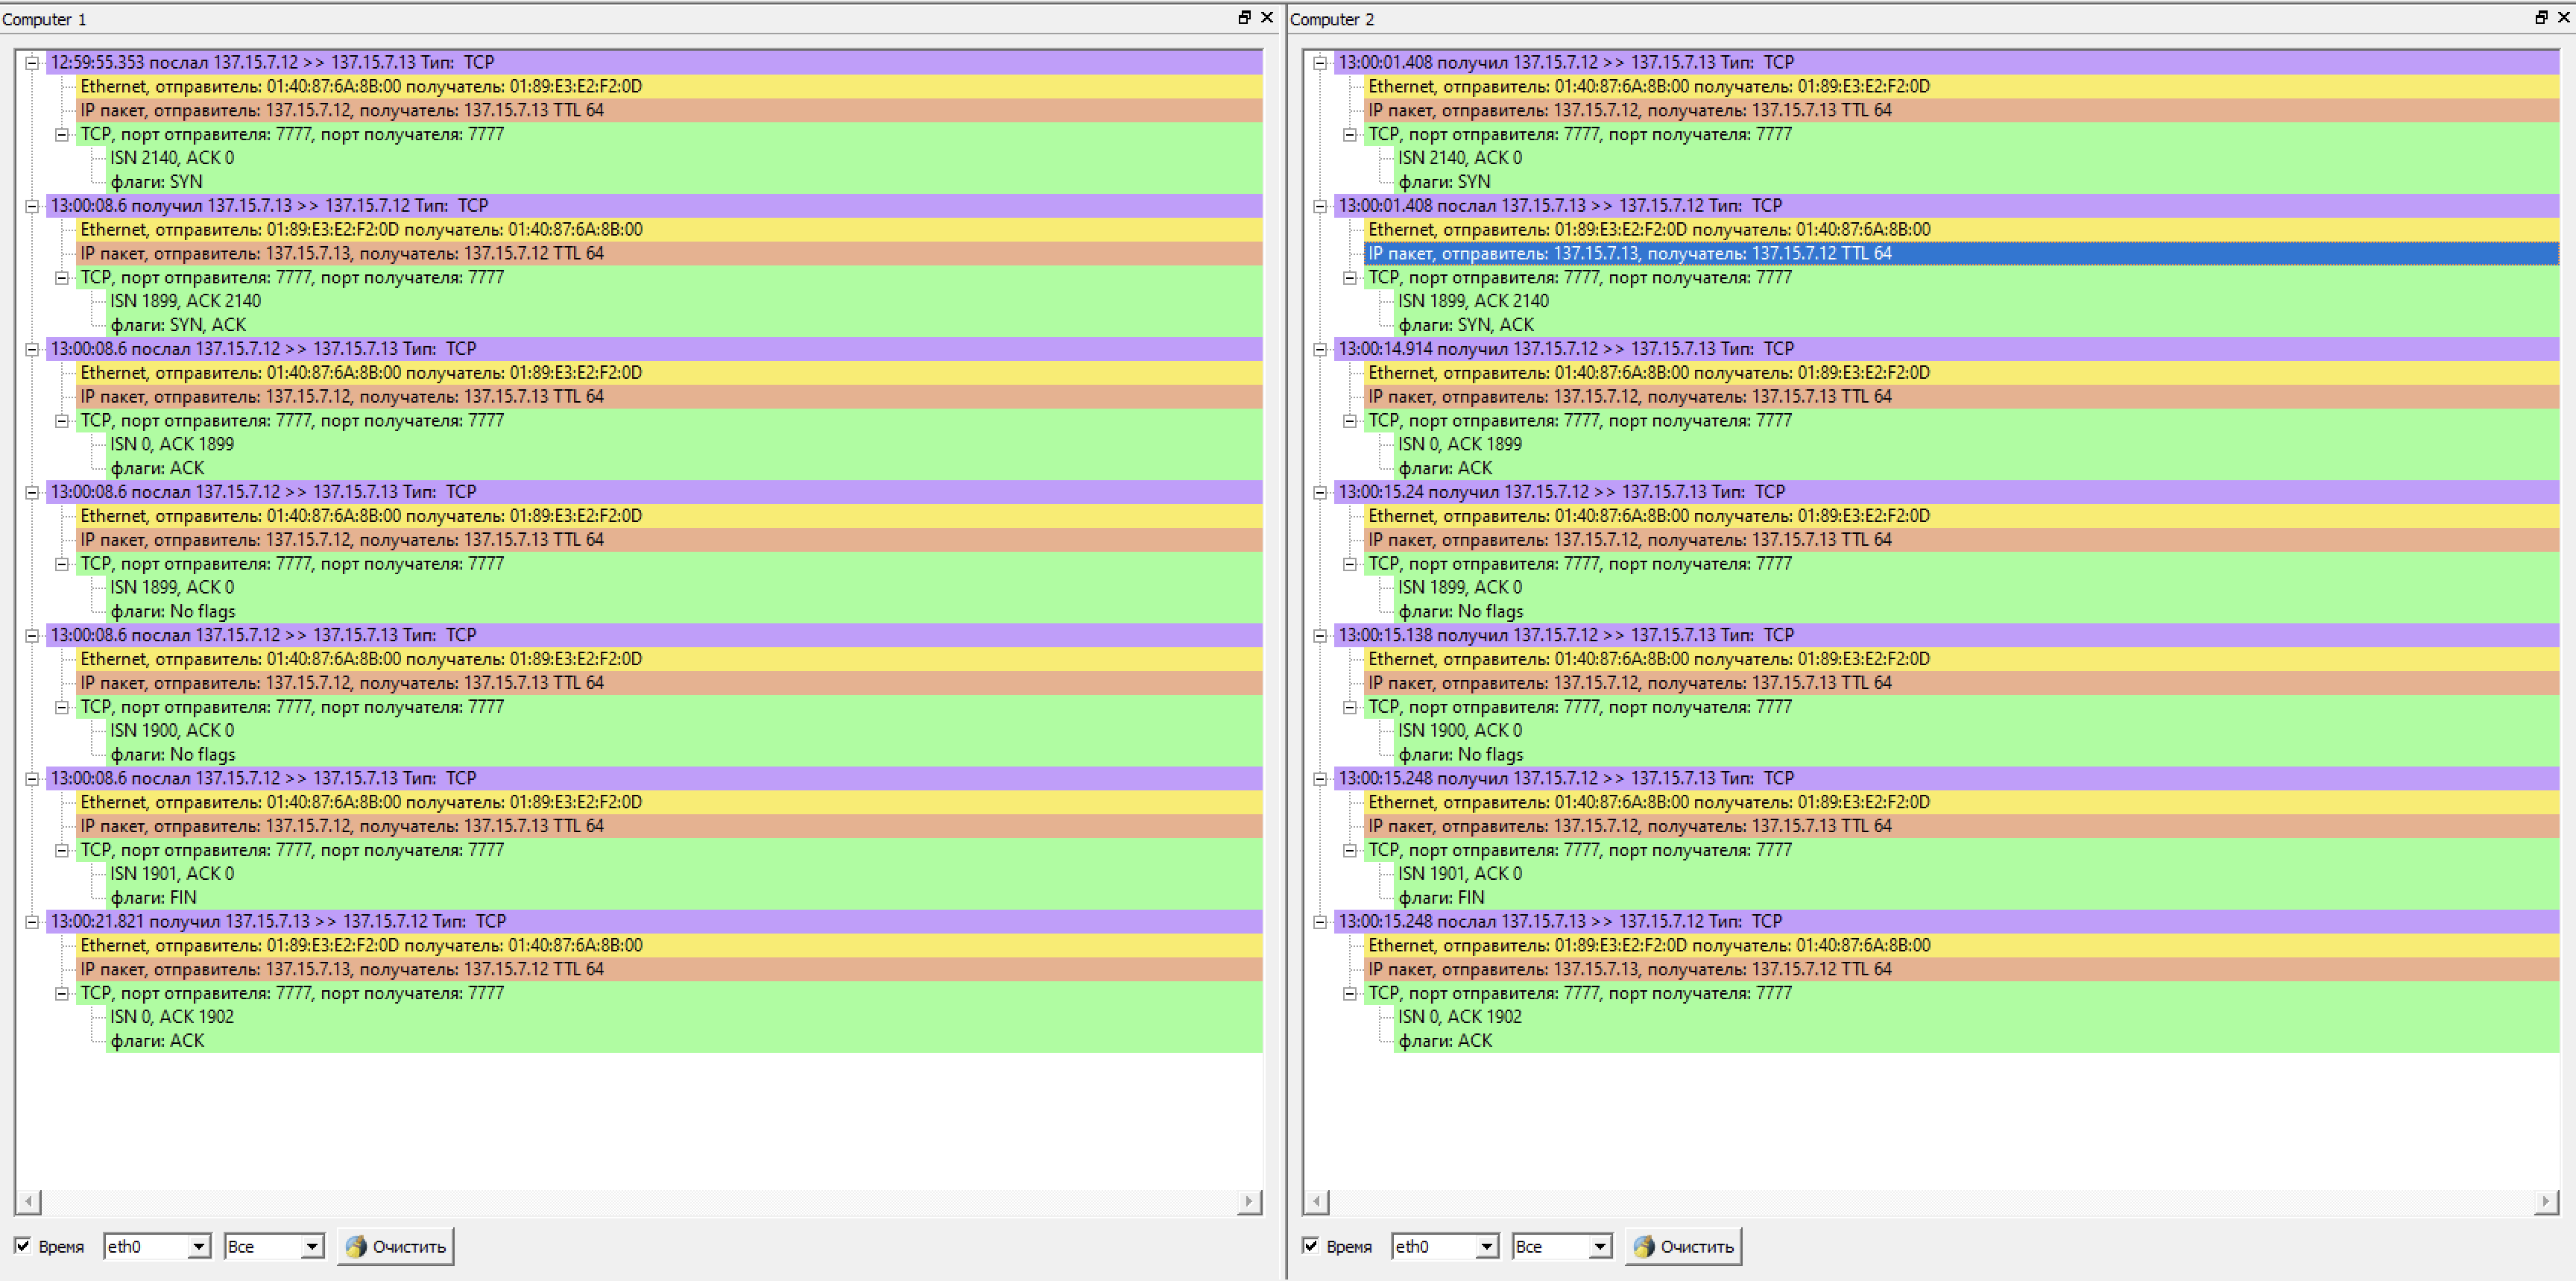 Computer 1
12:59:55.353 послал 137.15.7.12 >> 137.15.7.13 Тип: TCP
Ethernet, отправитель: 01:40:87:6A:8B:00 получатель: 01:89:E3:E2:F2:0D
IP пакет, отправитель: 137.15.7.12, получатель: 137.15.7.13 TTL 64
TCP, порт отправителя: 7777, порт получателя: 7777
ISN 2140, ACK 0
флаги: SYN
13:00:08.6 получил 137.15.7.13 >> 137.15.7.12 Тип: TCP
Ethernet, отправитель: 01:89:E3:E2:F2:0D получатель: 01:40:87:6A:8B:00
IP пакет, отправитель: 137.15.7.13, получатель: 137.15.7.12 TTL 64
TCP, порт отправителя: 7777, порт получателя: 7777
ISN 1899, ACK 2140
флаги: SYN, ACK
13:00:08.6 послал 137.15.7.12 >> 137.15.7.13 Тип: TCP
Ethernet, отправитель: 01:40:87:6A:8B:00 получатель: 01:89:E3:E2:F2:0D
IP пакет, отправитель: 137.15.7.12, получатель: 137.15.7.13 TTL 64
TCP, порт отправителя: 7777, порт получателя: 7777
ISN 0, ACK 1899
флаги: ACK
13:00:08.6 послал 137.15.7.12 >> 137.15.7.13 Тип: TCP
Ethernet, отправитель: 01:40:87:6A:8B:00 получатель: 01:89:E3:E2:F2:0D
IP пакет, отправитель: 137.15.7.12, получатель: 137.15.7.13 TTL 64
TCP, порт отправителя: 7777, порт получателя: 7777
ISN 1899, ACK 0
флаги: No flags
13:00:08.6 послал 137.15.7.12 >> 137.15.7.13 Тип: TCP
Ethernet, отправитель: 01:40:87:6A:8B:00 получатель: 01:89:E3:E2:F2:0D
IP пакет, отправитель: 137.15.7.12, получатель: 137.15.7.13 TTL 64
TCP, порт отправителя: 7777, порт получателя: 7777
ISN 1900, ACK 0
флаги: No flags
13:00:08.6 послал 137.15.7.12 >> 137.15.7.13 Тип: TCP
Ethernet, отправитель: 01:40:87:6A:8B:00 получатель: 01:89:E3:E2:F2:0D
IP пакет, отправитель: 137.15.7.12, получатель: 137.15.7.13 TTL 64
TCP, порт отправителя: 7777, порт получателя: 7777
ISN 1901, ACK 0
флаги: FIN
13:00:21.821 получил 137.15.7.13 >> 137.15.7.12 Тип: TCP
Ethernet, отправитель: 01:89:E3:E2:F2:0D получатель: 01:40:87:6A:8B:00
IP пакет, отправитель: 137.15.7.13, получатель: 137.15.7.12 TTL 64
TCP, порт отправителя: 7777, порт получателя: 7777
ISN 0, ACK 1902
флаги: ACK
Время eth0 Все Очистить
Computer 2
13:00:01.408 получил 137.15.7.12 >> 137.15.7.13 Тип: TCP
Ethernet, отправитель: 01:40:87:6A:8B:00 получатель: 01:89:E3:E2:F2:0D
IP пакет, отправитель: 137.15.7.12, получатель: 137.15.7.13 TTL 64
TCP, порт отправителя: 7777, порт получателя: 7777
ISN 2140, ACK 0
флаги: SYN
13:00:01.408 послал 137.15.7.13 >> 137.15.7.12 Тип: TCP
Ethernet, отправитель: 01:89:E3:E2:F2:0D получатель: 01:40:87:6A:8B:00
IP пакет, отправитель: 137.15.7.13, получатель: 137.15.7.12 TTL 64
TCP, порт отправителя: 7777, порт получателя: 7777
ISN 1899, ACK 2140
флаги: SYN, ACK
13:00:14.914 получил 137.15.7.12 >> 137.15.7.13 Тип: TCP
Ethernet, отправитель: 01:40:87:6A:8B:00 получатель: 01:89:E3:E2:F2:0D
IP пакет, отправитель: 137.15.7.12, получатель: 137.15.7.13 TTL 64
TCP, порт отправителя: 7777, порт получателя: 7777
ISN 0, ACK 1899
флаги: ACK
13:00:15.24 получил 137.15.7.12 >> 137.15.7.13 Тип: TCP
Ethernet, отправитель: 01:40:87:6A:8B:00 получатель: 01:89:E3:E2:F2:0D
IP пакет, отправитель: 137.15.7.12, получатель: 137.15.7.13 TTL 64
TCP, порт отправителя: 7777, порт получателя: 7777
ISN 1899, ACK 0
флаги: No flags
13:00:15.138 получил 137.15.7.12 >> 137.15.7.13 Тип: TCP
Ethernet, отправитель: 01:40:87:6A:8B:00 получатель: 01:89:E3:E2:F2:0D
IP пакет, отправитель: 137.15.7.12, получатель: 137.15.7.13 TTL 64
TCP, порт отправителя: 7777, порт получателя: 7777
ISN 1900, ACK 0
флаги: No flags
13:00:15.248 получил 137.15.7.12 >> 137.15.7.13 Тип: TCP
Ethernet, отправитель: 01:40:87:6A:8B:00 получатель: 01:89:E3:E2:F2:0D
IP пакет, отправитель: 137.15.7.12, получатель: 137.15.7.13 TTL 64
TCP, порт отправителя: 7777, порт получателя: 7777
ISN 1901, ACK 0
флаги: FIN
13:00:15.248 послал 137.15.7.13 >> 137.15.7.12 Тип: TCP
Ethernet, отправитель: 01:89:E3:E2:F2:0D получатель: 01:40:87:6A:8B:00
IP пакет, отправитель: 137.15.7.13, получатель: 137.15.7.12 TTL 64
TCP, порт отправителя: 7777, порт получателя: 7777
ISN 0, ACK 1902
флаги: ACK
Время eth0 Все Очистить